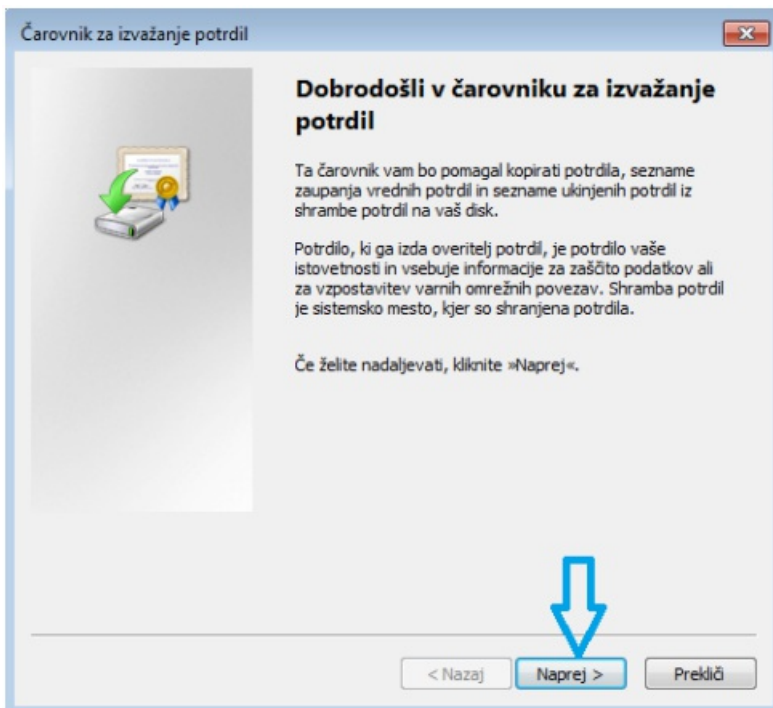 Čarovnik za izvažanje potrdil
Dobrodošli v čarovniku za izvažanje
potrdil
Ta čarovnik vam bo pomagal kopirati potrdila, sezname
zaupanja vrednih potrdil in sezname ukinjenih potrdil iz
shrambe potrdil na vaš disk.
Potrdilo, ki ga izda overitelj potrdil, je potrdilo vaše
istovetnosti in vsebuje informacije za zaščito podatkov ali
za vzpostavitev varnih omrežnih povezav. Shramba potrdil
je sistemsko mesto, kjer so shranjena potrdila.
Če želite nadaljevati, kliknite »Naprej«.
< Nazaj Naprej > Prekliči